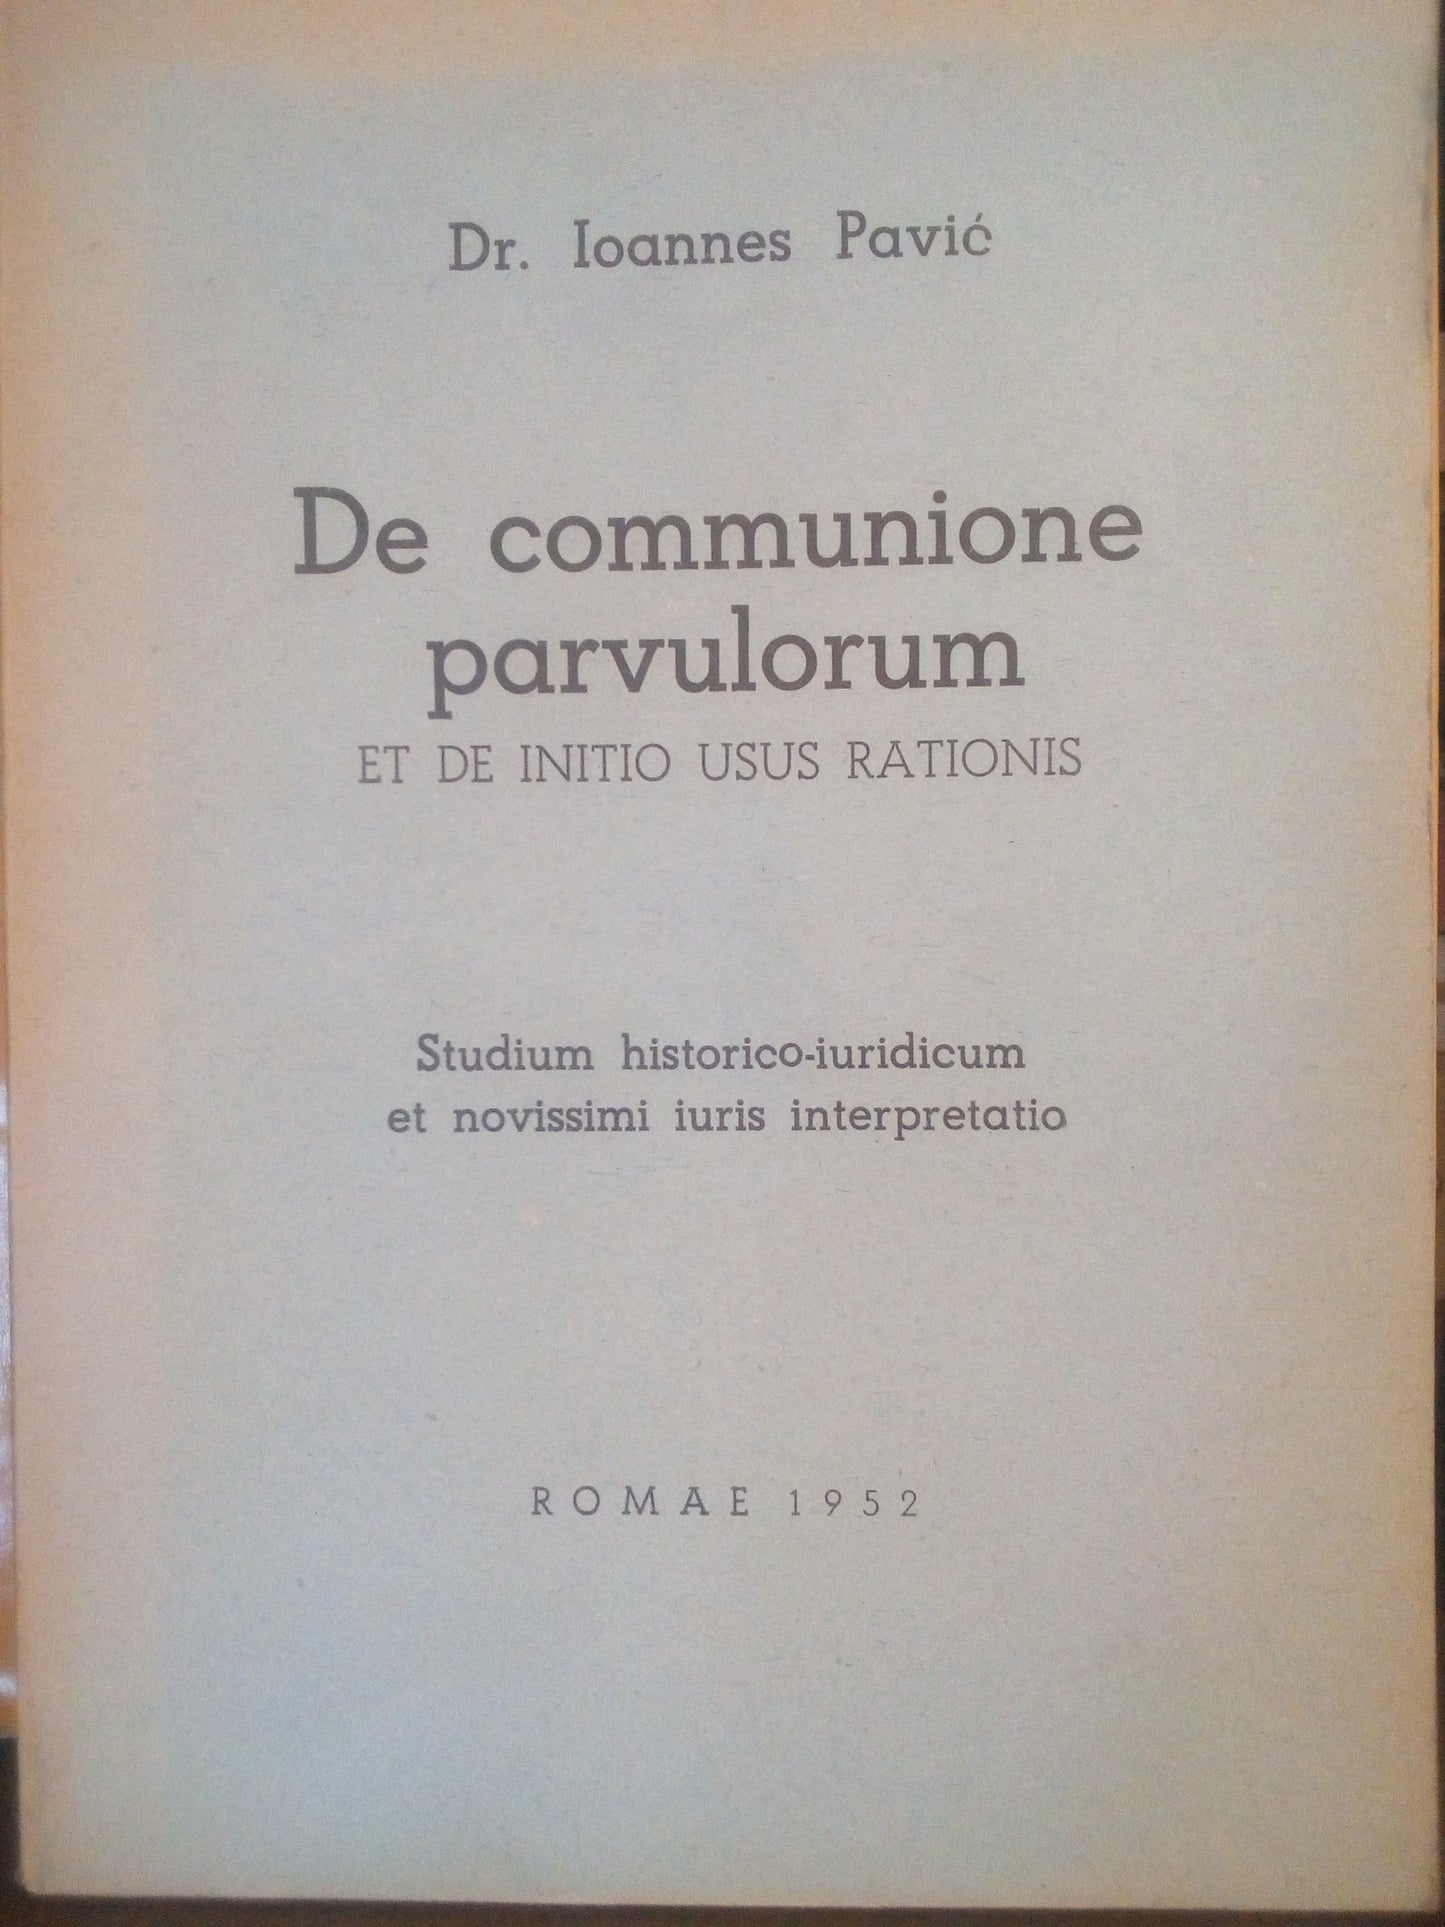 Dr. Ioannes Pavić
De communione
parvulorum
ET DE INITIO USUS RATIONIS
Studium historico-iuridicum
et novissimi iuris interpretatio
ROMAE 1952